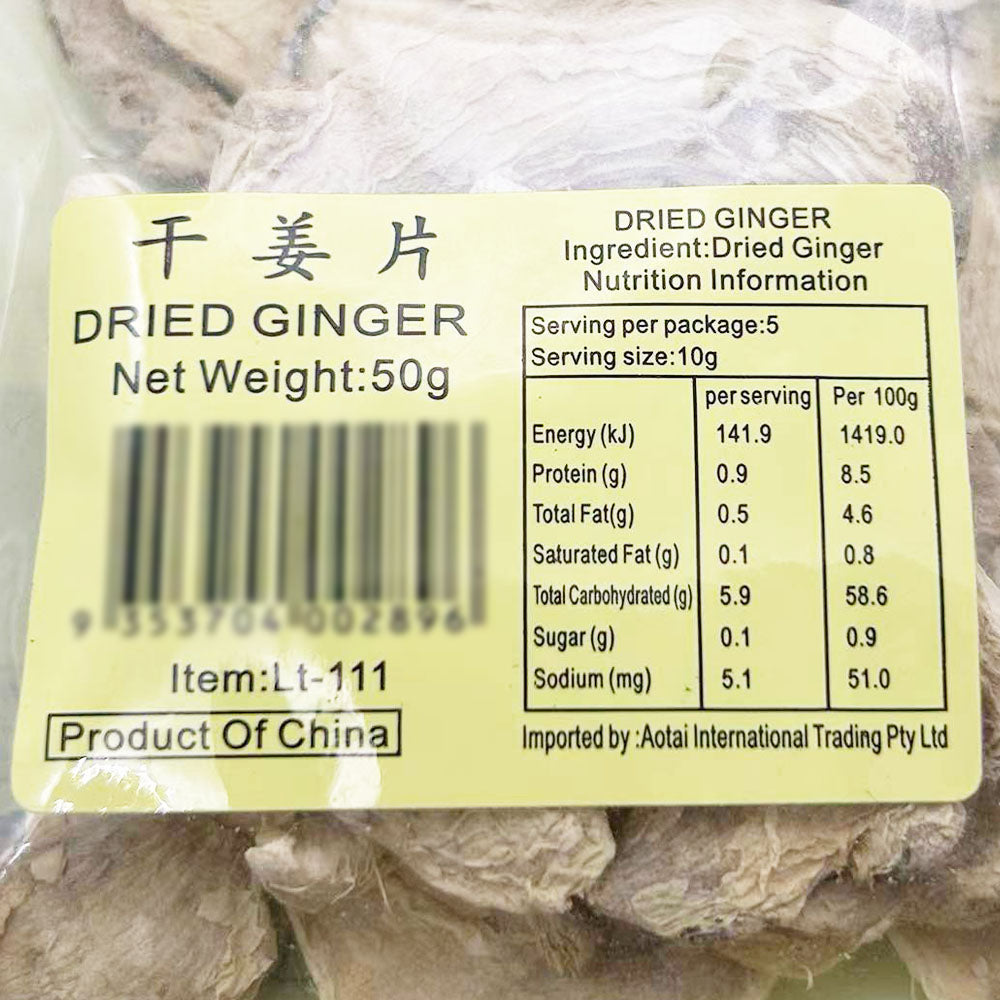 干姜片
DRIED GINGER
Net Weight:50g
9 353704 002896
Item:Lt-111
Product Of China
DRIED GINGER
Ingredient:Dried Ginger
Nutrition Information
Serving per package:5
Serving size:10g
per serving Per 100g
Energy (kJ) 141.9 1419.0
Protein (g) 0.9 8.5
Total Fat(g) 0.5 4.6
Saturated Fat (g) 0.1 0.8
Total Carbohydrated (g) 5.9 58.6
Sugar (g) 0.1 0.9
Sodium (mg) 5.1 51.0
Imported by :Aotai International Trading Pty Ltd